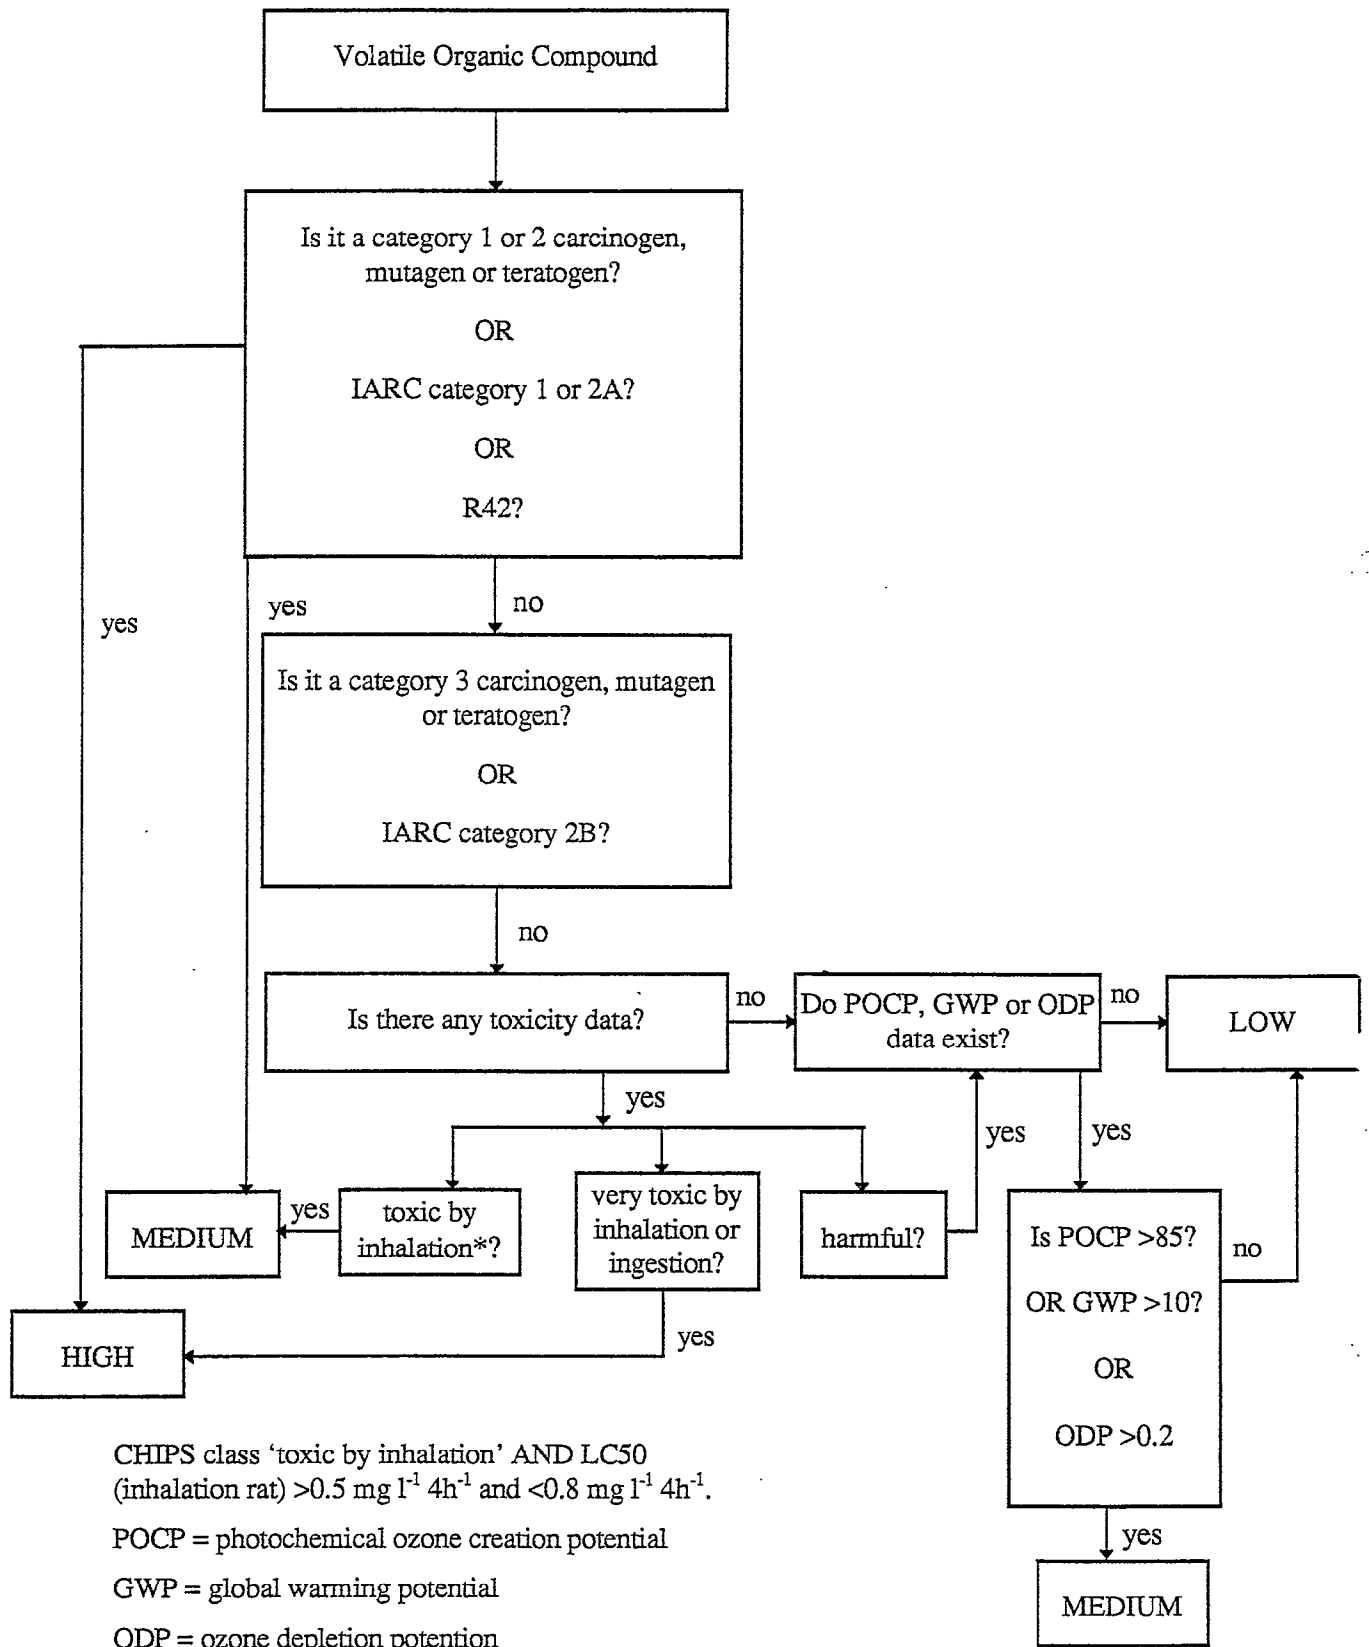 Volatile Organic Compound
Is it a category 1 or 2 carcinogen,
mutagen or teratogen?
OR
IARC category 1 or 2A?
OR
R42?
yes
yes
no
Is it a category 3 carcinogen, mutagen
or teratogen?
OR
IARC category 2B?
no
Is there any toxicity data?
no
Do POCP, GWP or ODP
data exist?
no
LOW
yes
yes
yes
MEDIUM
yes
toxic by
inhalation*?
very toxic by
inhalation or
ingestion?
harmful?
Is POCP >85?
OR GWP >10?
OR
ODP >0.2
no
HIGH
yes
yes
MEDIUM
CHIPS class ‘toxic by inhalation’ AND LC50
(inhalation rat) >0.5 mg l⁻¹ 4h⁻¹ and <0.8 mg l⁻¹ 4h⁻¹.
POCP = photochemical ozone creation potential
GWP = global warming potential
ODP = ozone depletion potention